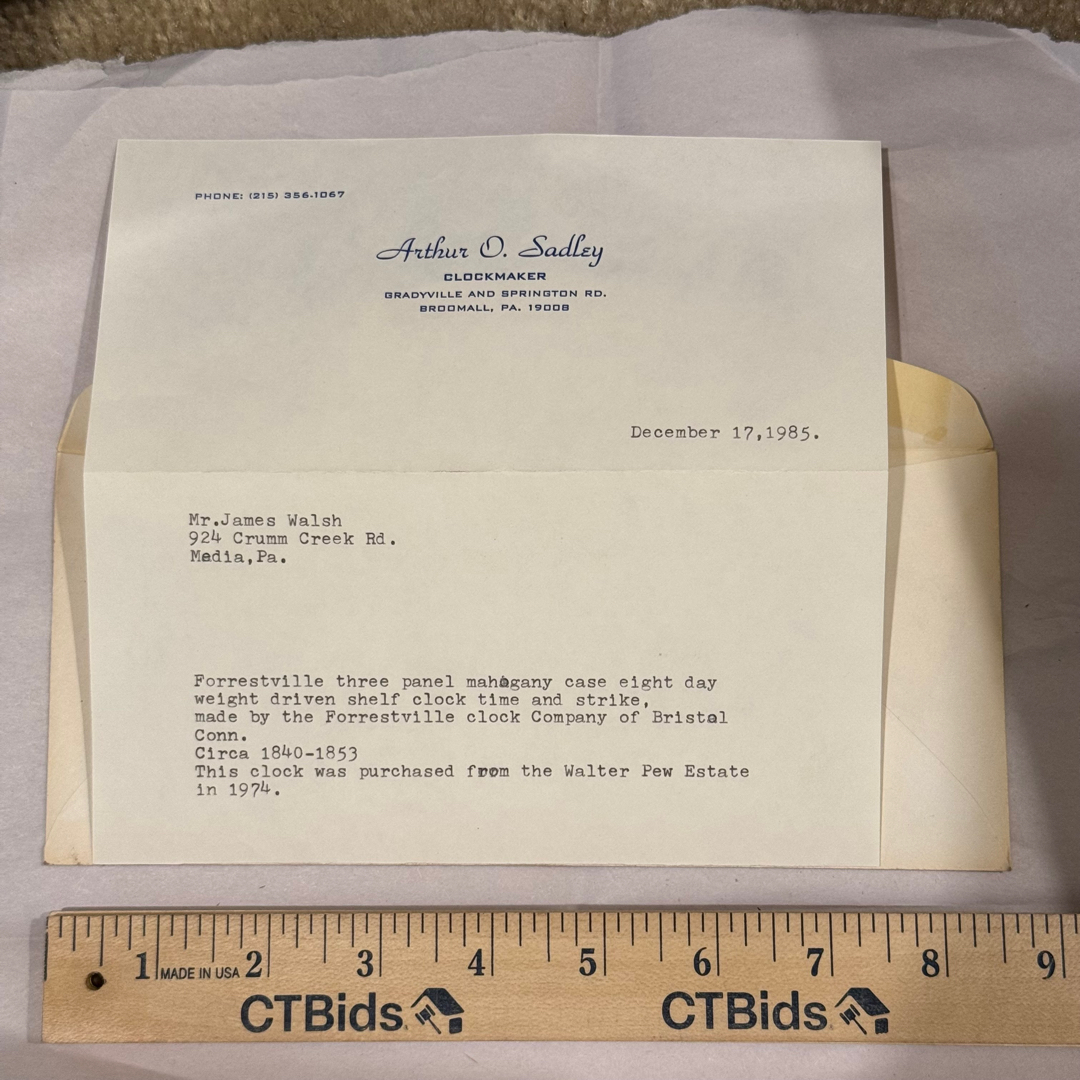 PHONE: (215) 356.1067
Arthur O. Sadley
CLOCKMAKER
GRADYVILLE AND SPRINGTON RD.
BROOMALL, PA. 19008
December 17,1985.
Mr.James Walsh
924 Crumm Creek Rd.
Media,Pa.
Forrestville three panel mahogany case eight day
weight driven shelf clock time and strike,
made by the Forrestville clock Company of Bristol
Conn.
Circa 1840-1853
This clock was purchased from the Walter Pew Estate
in 1974.
1 MADE IN USA 2 3 4 5 6 7 8 9
CTBids CTBids